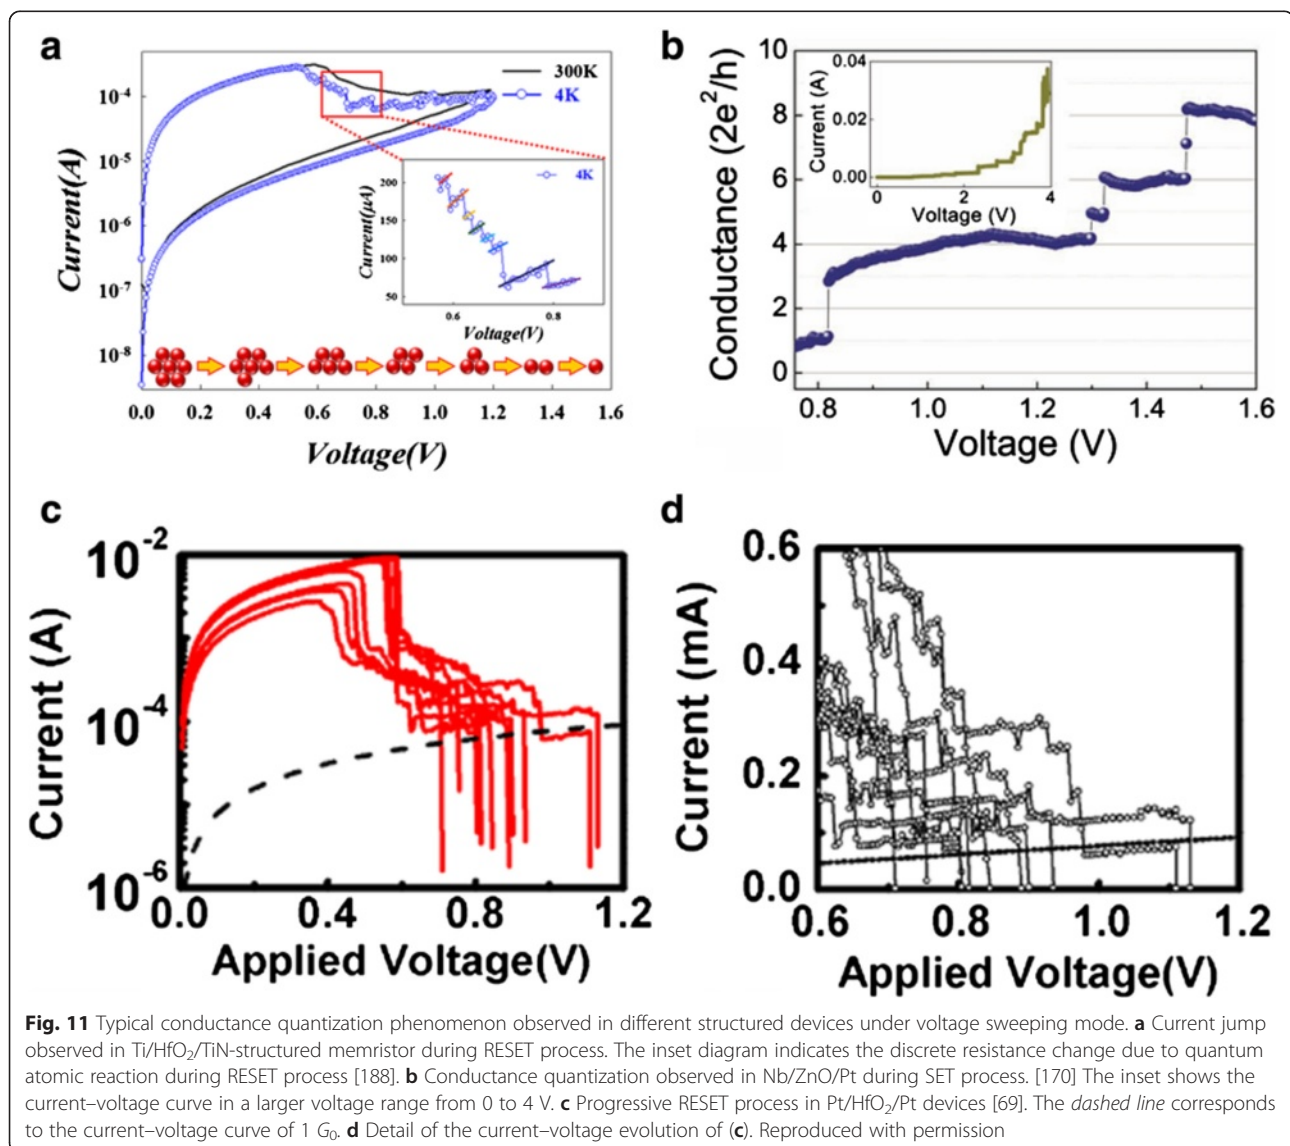 a
300K
4K
10⁻⁴
10⁻⁵
10⁻⁶
10⁻⁷
10⁻⁸
Current(A)
4K
200
150
100
50
Current(μA)
0.6
0.8
Voltage(V)
0.0
0.2
0.4
0.6
0.8
1.0
1.2
1.4
1.6
Voltage(V)
b
10
8
6
4
2
0
Conductance (2e²/h)
0.04
0.02
0.00
Current (A)
0
2
4
Voltage (V)
0.8
1.0
1.2
1.4
1.6
Voltage (V)
c
10⁻²
10⁻⁴
10⁻⁶
Current (A)
0.0
0.4
0.8
1.2
Applied Voltage(V)
d
0.6
0.4
0.2
0.0
Current (mA)
0.6
0.8
1.0
1.2
Applied Voltage(V)
Fig. 11 Typical conductance quantization phenomenon observed in different structured devices under voltage sweeping mode. a Current jump
observed in Ti/HfO₂/TiN-structured memristor during RESET process. The inset diagram indicates the discrete resistance change due to quantum
atomic reaction during RESET process [188]. b Conductance quantization observed in Nb/ZnO/Pt during SET process. [170] The inset shows the
current–voltage curve in a larger voltage range from 0 to 4 V. c Progressive RESET process in Pt/HfO₂/Pt devices [69]. The dashed line corresponds
to the current–voltage curve of 1 G₀. d Detail of the current–voltage evolution of (c). Reproduced with permission